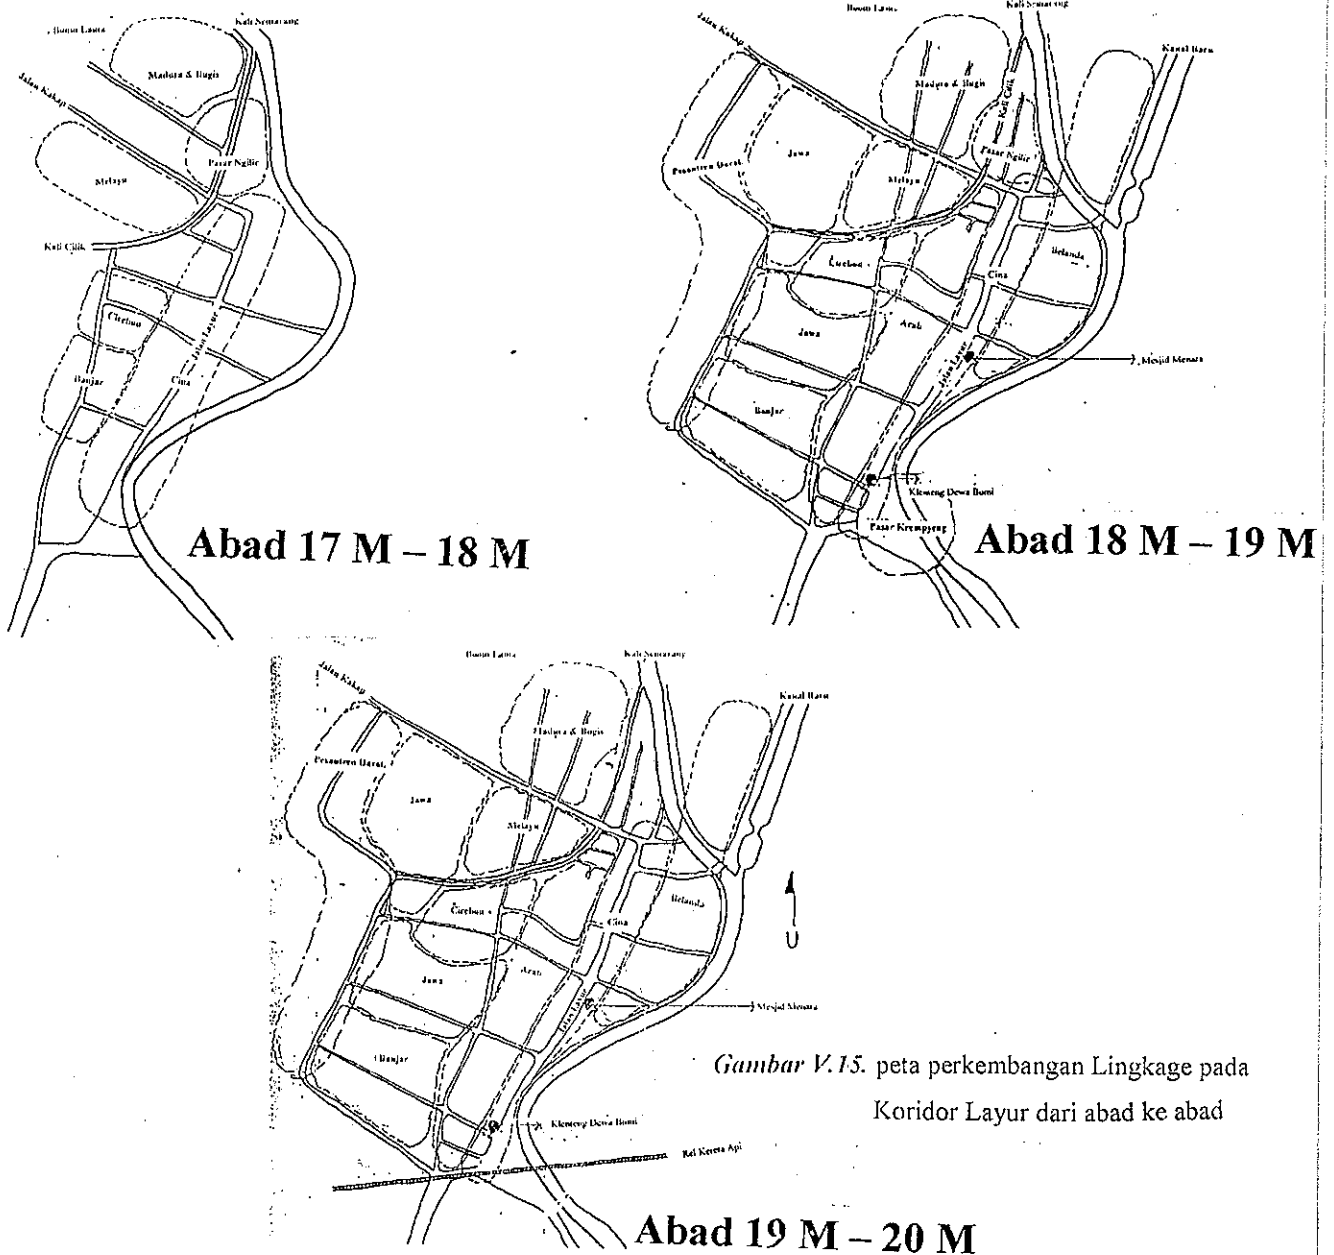 Boom Lama
Kali Semarang
Madura & Bugis
Jalan Kakap
Pasar Ngilir
Melayu
Kali Cilik
Cirebon
Jalan Layur
Banjar
Cina
Abad 17 M – 18 M
Boom Lama
Kali Semarang
Jalan Kakap
Kanal Baru
Madura & Bugis
Kali Cilik
Jawa
Pasar Ngilir
Pesantren Darat.
Melayu
Belanda
Cirebon
Cina
Arab
Jawa
Jalan Layur
Mesjid Menara
Banjar
Klenteng Dewa Bumi
Pasar Krempyeng
Abad 18 M – 19 M
Boom Lama
Kali Semarang
Jalan Kakap
Kanal Baru
Madura & Bugis
Pesantren Darat.
Jawa
Melayu
Belanda
Cirebon
Cina
U
Arab
Jawa
Jalan Layur
Mesjid Menara
Banjar
Klenteng Dewa Bumi
Rel Kereta Api
Gambar V.15. peta perkembangan Lingkage pada
Koridor Layur dari abad ke abad
Abad 19 M – 20 M